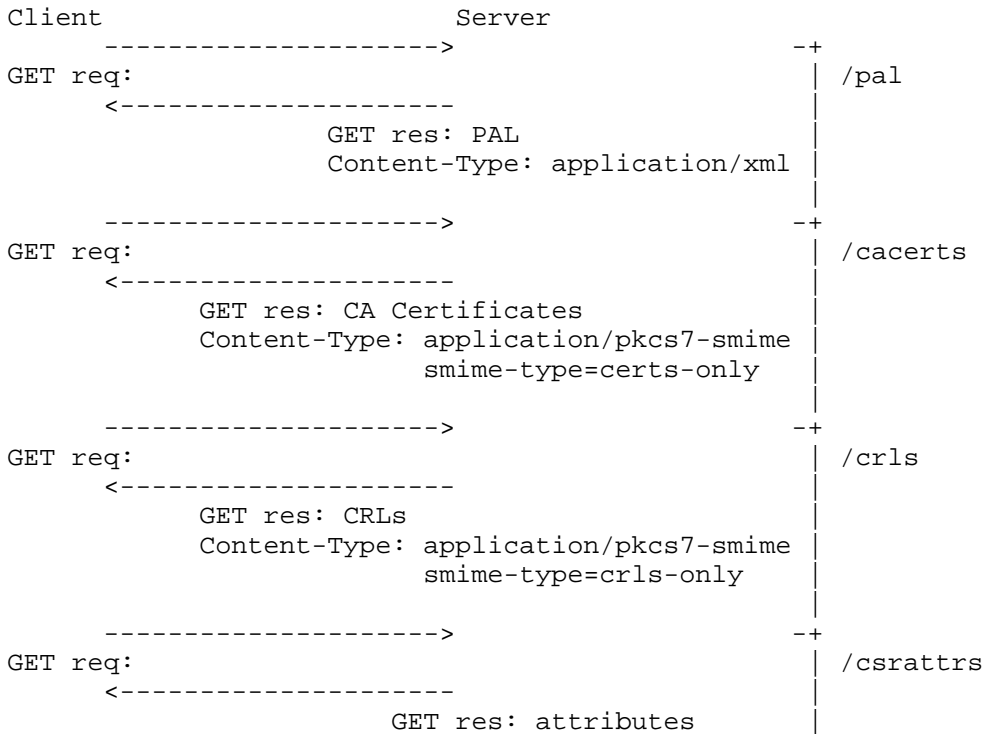 Client                      Server
      --------------------->                     -+
GET req:                                          | /pal
      <---------------------                      |
                    GET res: PAL                  |
                    Content-Type: application/xml |
                                                  |
      --------------------->                     -+
GET req:                                          | /cacerts
      <---------------------                      |
            GET res: CA Certificates              |
            Content-Type: application/pkcs7-smime |
                          smime-type=certs-only   |
                                                  |
      --------------------->                     -+
GET req:                                          | /crls
      <---------------------                      |
            GET res: CRLs                         |
            Content-Type: application/pkcs7-smime |
                          smime-type=crls-only    |
                                                  |
      --------------------->                     -+
GET req:                                          | /csrattrs
      <---------------------                      |
                        GET res: attributes       |